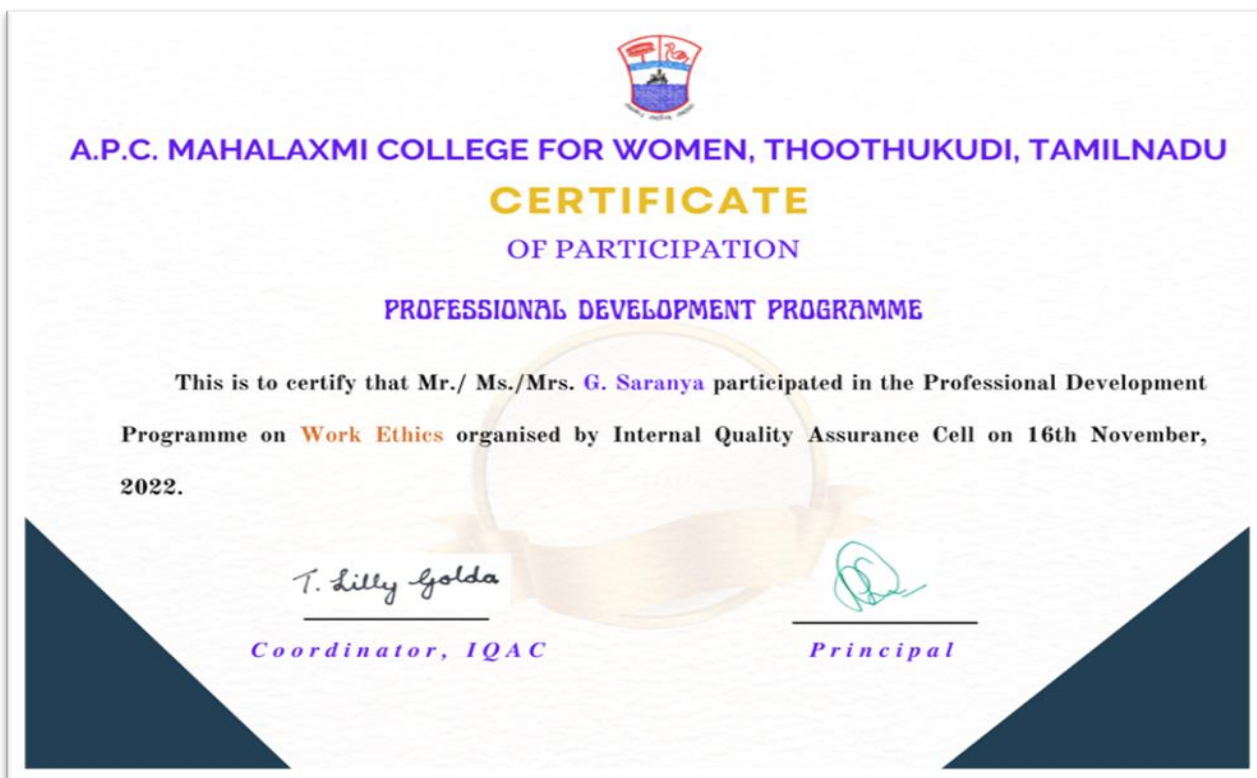 A.P.C. MAHALAXMI COLLEGE FOR WOMEN, THOOTHUKUDI, TAMILNADU
CERTIFICATE
OF PARTICIPATION
PROFESSIONAL DEVELOPMENT PROGRAMME
This is to certify that Mr./ Ms./Mrs. G. Saranya participated in the Professional Development
Programme on Work Ethics organised by Internal Quality Assurance Cell on 16th November,
2022.
T. Lilly Golda
Coordinator, IQAC
Principal